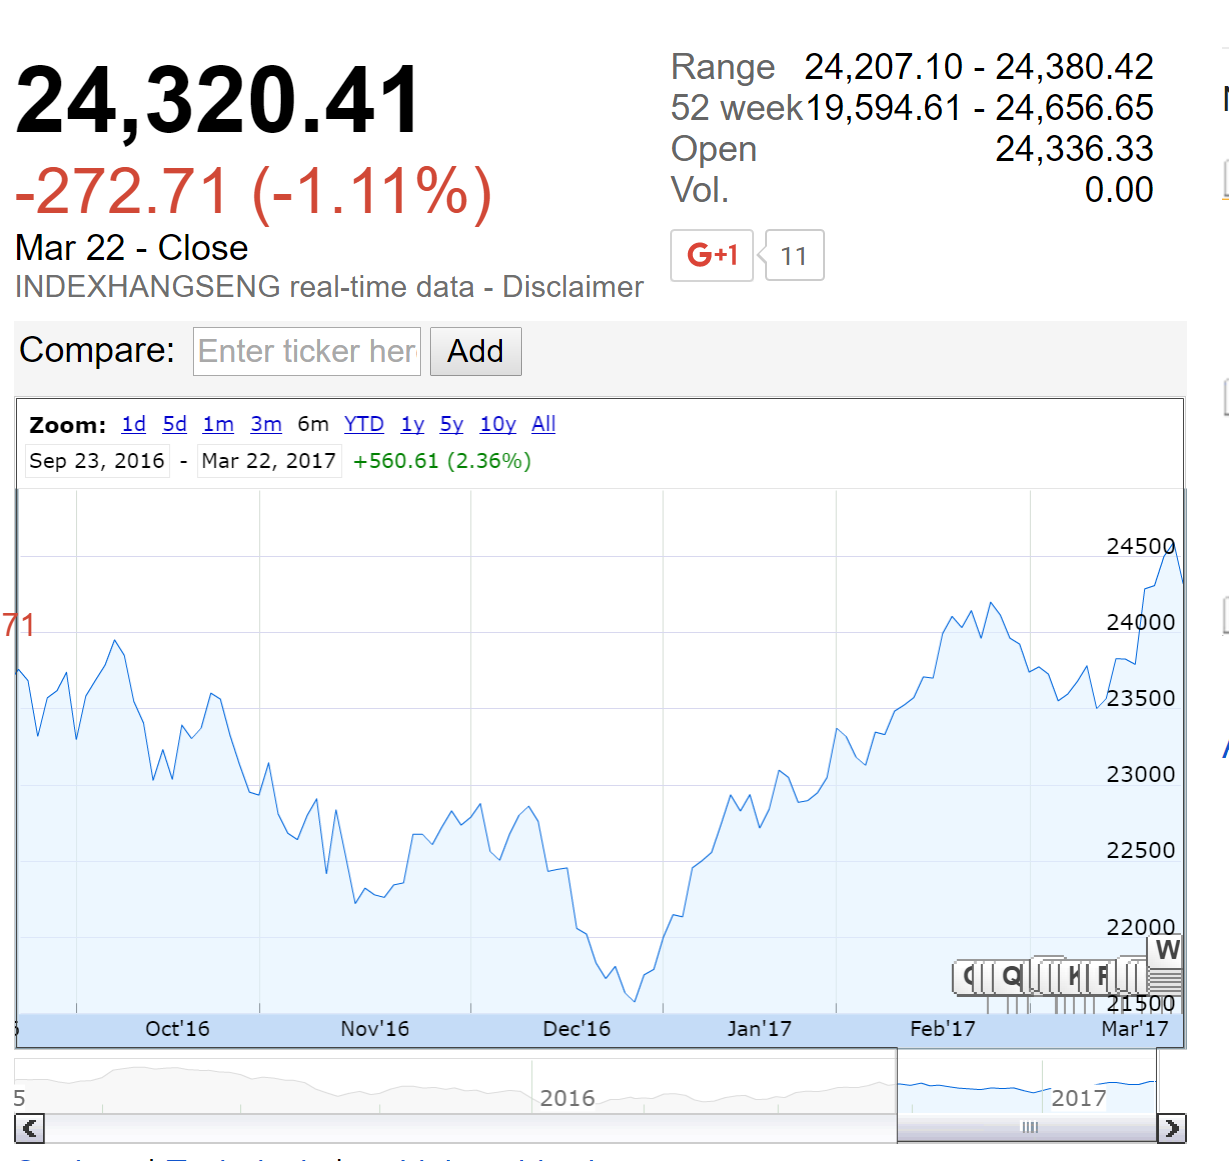 24,320.41
-272.71 (-1.11%)
Mar 22 - Close
INDEXHANGSENG real-time data - Disclaimer
Range 24,207.10 - 24,380.42
52 week 19,594.61 - 24,656.65
Open 24,336.33
Vol. 0.00
G+1 11
Compare: Enter ticker her Add
Zoom: 1d 5d 1m 3m 6m YTD 1y 5y 10y All
Sep 23, 2016 - Mar 22, 2017 +560.61 (2.36%)
24500
71
24000
23500
23000
22500
22000
W
Q
21500
Oct'16 Nov'16 Dec'16 Jan'17 Feb'17 Mar'17
5 2016 2017